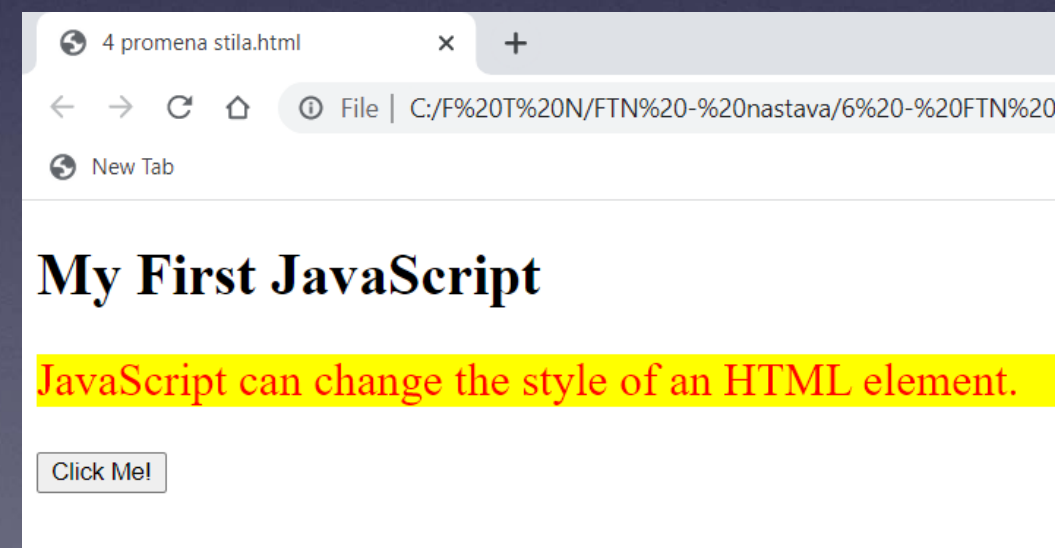 4 promena stila.html
File | C:/F%20T%20N/FTN%20-%20nastava/6%20-%20FTN%20
New Tab
My First JavaScript
JavaScript can change the style of an HTML element.
Click Me!